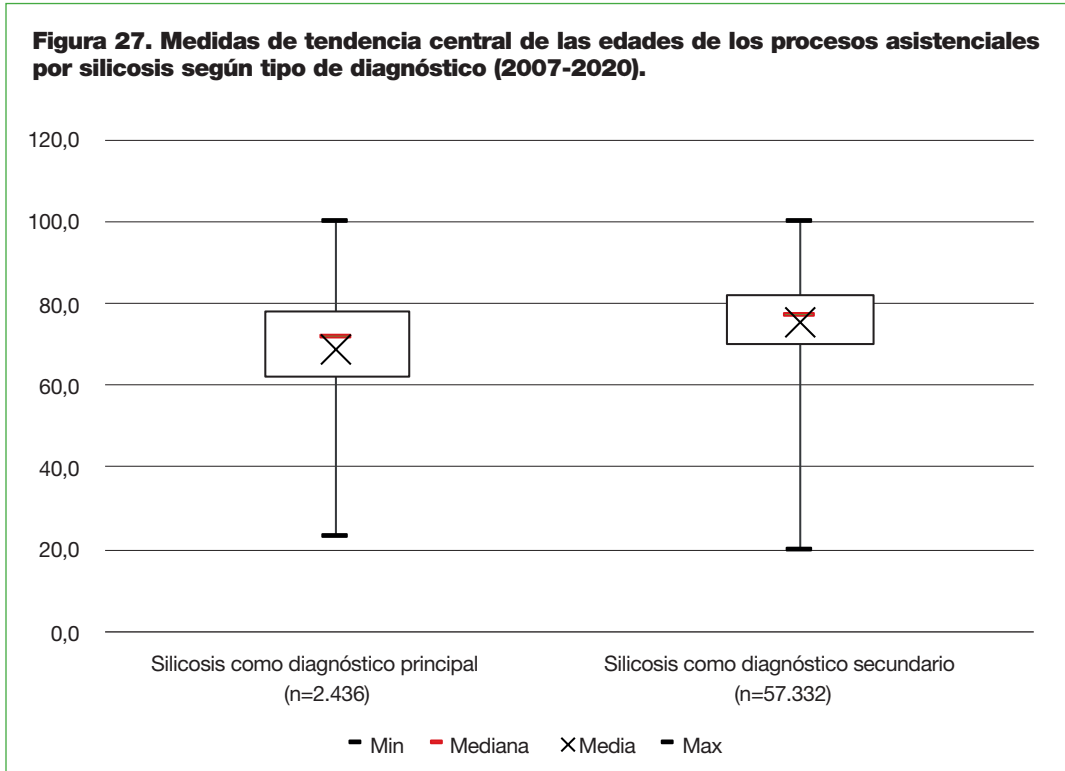 Figura 27. Medidas de tendencia central de las edades de los procesos asistenciales
por silicosis según tipo de diagnóstico (2007-2020).
120,0
100,0
80,0
60,0
40,0
20,0
0,0
Silicosis como diagnóstico principal
(n=2.436)
Silicosis como diagnóstico secundario
(n=57.332)
Min Mediana Media Max